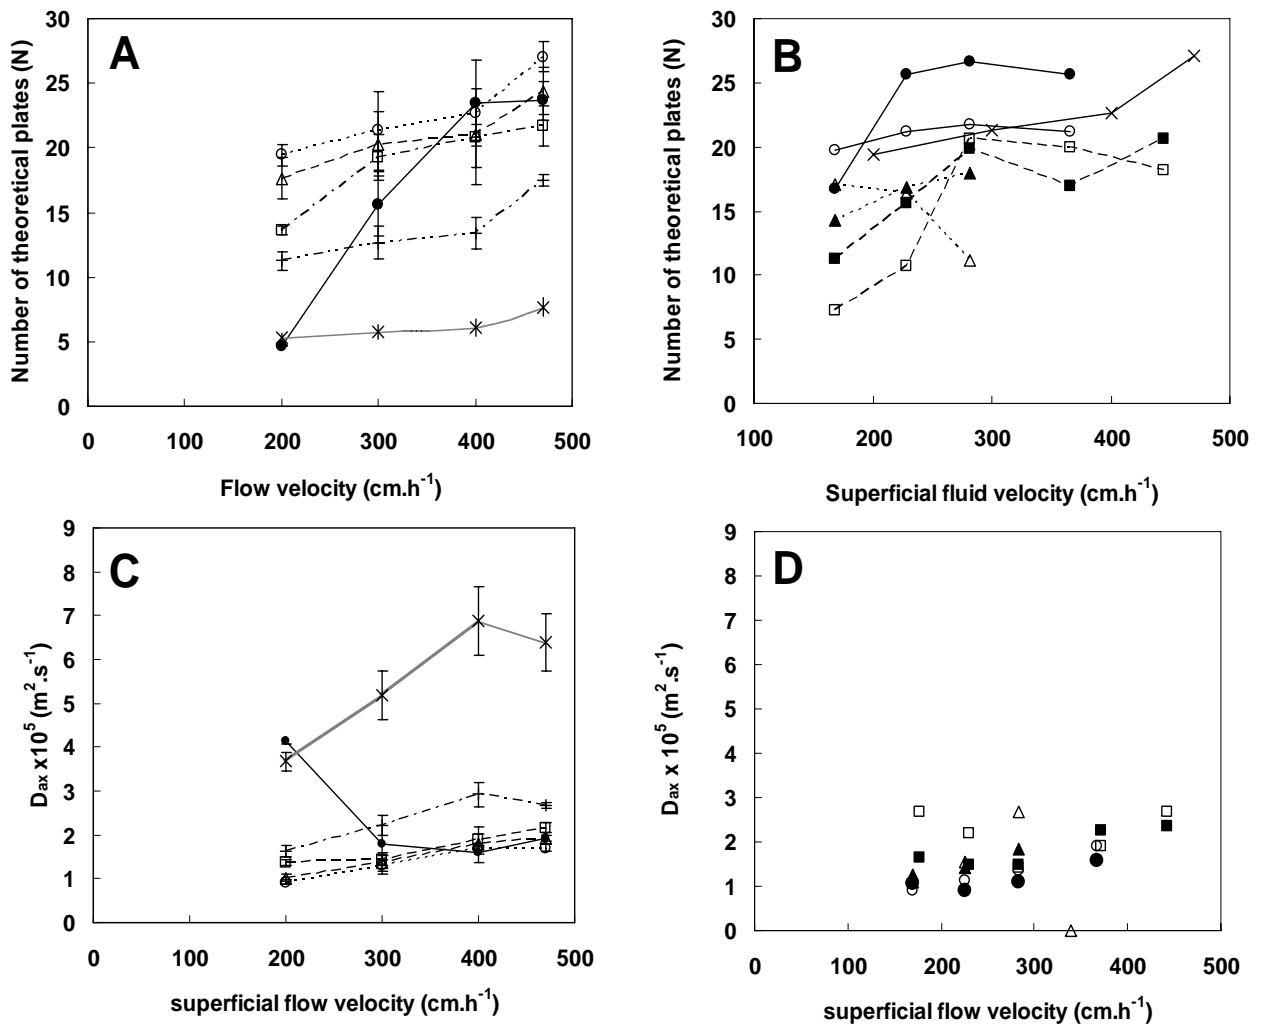 A
Number of theoretical plates (N)
30
25
20
15
10
5
0
0 100 200 300 400 500
Flow velocity (cm.h⁻¹)
B
Number of theoretical plates (N)
30
25
20
15
10
5
0
100 200 300 400 500
Superficial fluid velocity (cm.h⁻¹)
C
Dax x10⁵ (m².s⁻¹)
9
8
7
6
5
4
3
2
1
0
0 100 200 300 400 500
superficial flow velocity (cm.h⁻¹)
D
Dax x 10⁵ (m².s⁻¹)
9
8
7
6
5
4
3
2
1
0
0 100 200 300 400 500
superficial flow velocity (cm.h⁻¹)